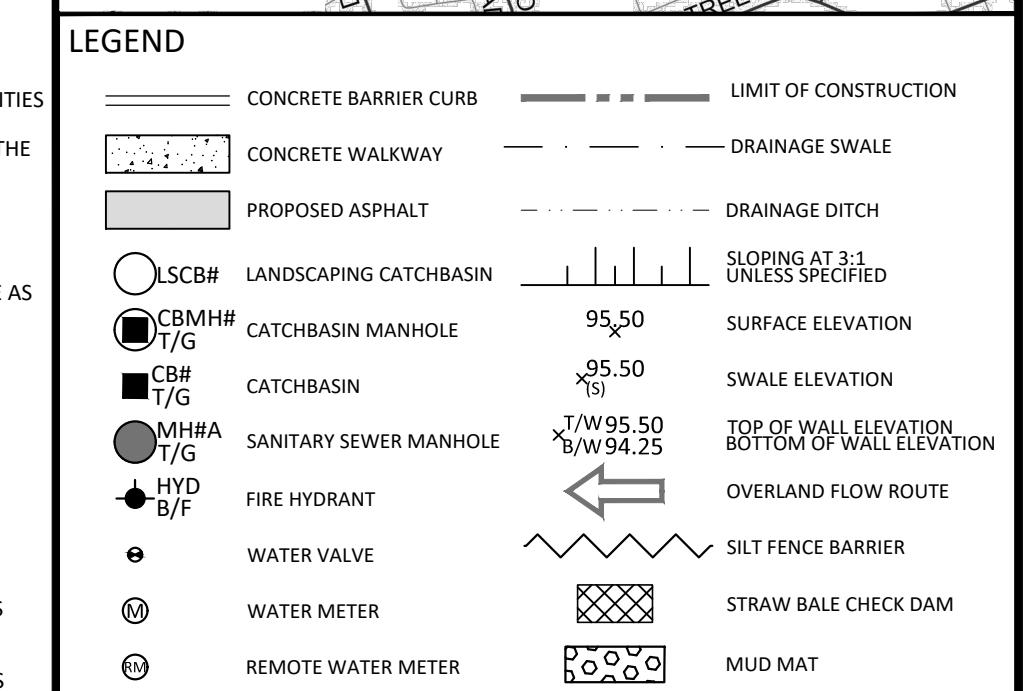 TREE
LEGEND
ITIES
THE
AS
S
S
CONCRETE BARRIER CURB
CONCRETE WALKWAY
PROPOSED ASPHALT
LSCB# LANDSCAPING CATCHBASIN
CBMH#
T/G
CATCHBASIN MANHOLE
CB#
T/G
CATCHBASIN
MH#A
T/G
SANITARY SEWER MANHOLE
HYD
B/F
FIRE HYDRANT
WATER VALVE
M WATER METER
RM REMOTE WATER METER
LIMIT OF CONSTRUCTION
DRAINAGE SWALE
DRAINAGE DITCH
SLOPING AT 3:1
UNLESS SPECIFIED
95.50 SURFACE ELEVATION
95.50
(S)
SWALE ELEVATION
T/W 95.50
B/W 94.25
TOP OF WALL ELEVATION
BOTTOM OF WALL ELEVATION
OVERLAND FLOW ROUTE
SILT FENCE BARRIER
STRAW BALE CHECK DAM
MUD MAT